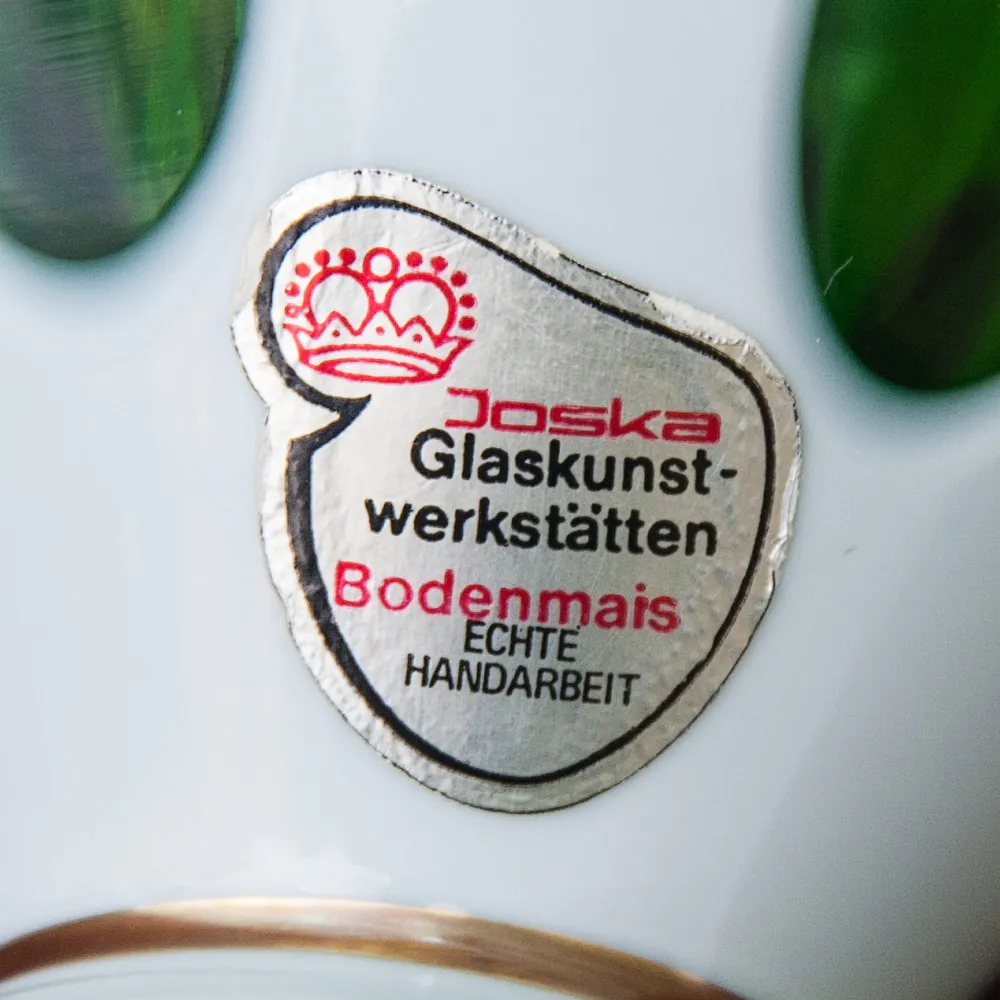 Joska
Glaskunst-
werkstätten
Bodenmais
ECHTE
HANDARBEIT